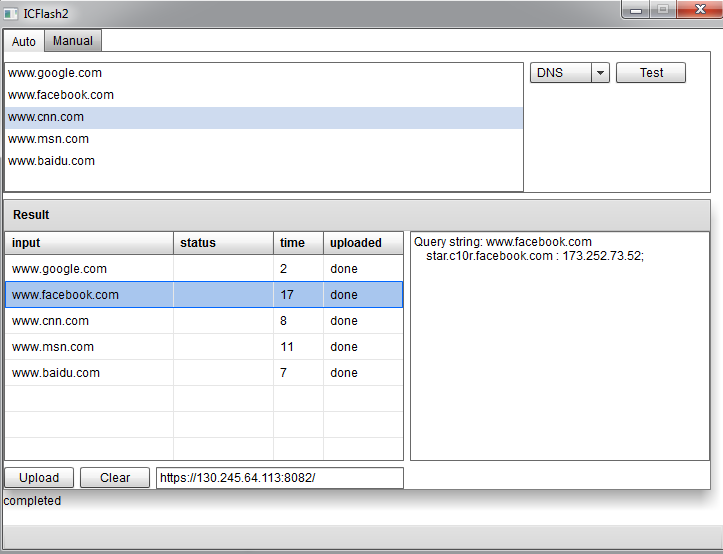 ICFlash2
Auto Manual
www.google.com
www.facebook.com
www.cnn.com
www.msn.com
www.baidu.com
DNS Test
Result
input status time uploaded
www.google.com 2 done
www.facebook.com 17 done
www.cnn.com 8 done
www.msn.com 11 done
www.baidu.com 7 done
Query string: www.facebook.com
star.c10r.facebook.com : 173.252.73.52;
Upload Clear https://130.245.64.113:8082/
completed